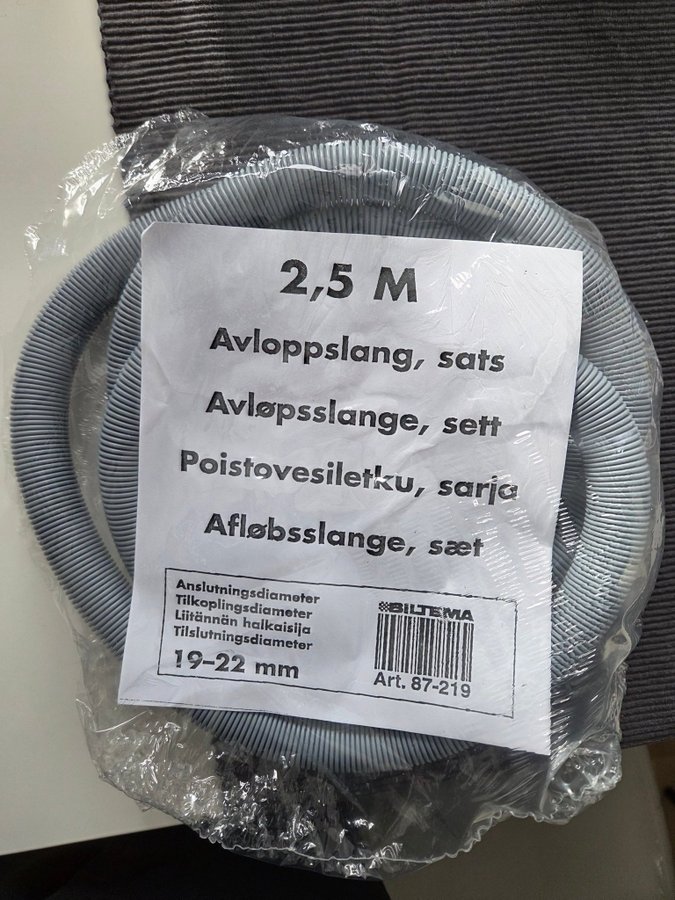 2,5 M
Avloppslang, sats
Avløpsslange, sett
Poistovesiletku, sarja
Afløbsslange, sæt
Anslutningsdiameter
Tilkoplingsdiameter
Liitännän halkaisija
Tilslutningsdiameter
19–22 mm
BILTEMA
Art. 87-219